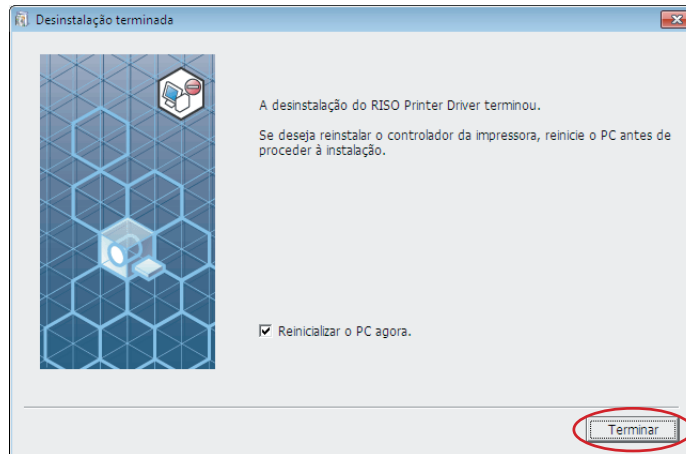 Desinstalação terminada
A desinstalação do RISO Printer Driver terminou.
Se deseja reinstalar o controlador da impressora, reinicie o PC antes de
proceder à instalação.
Reinicializar o PC agora.
Terminar